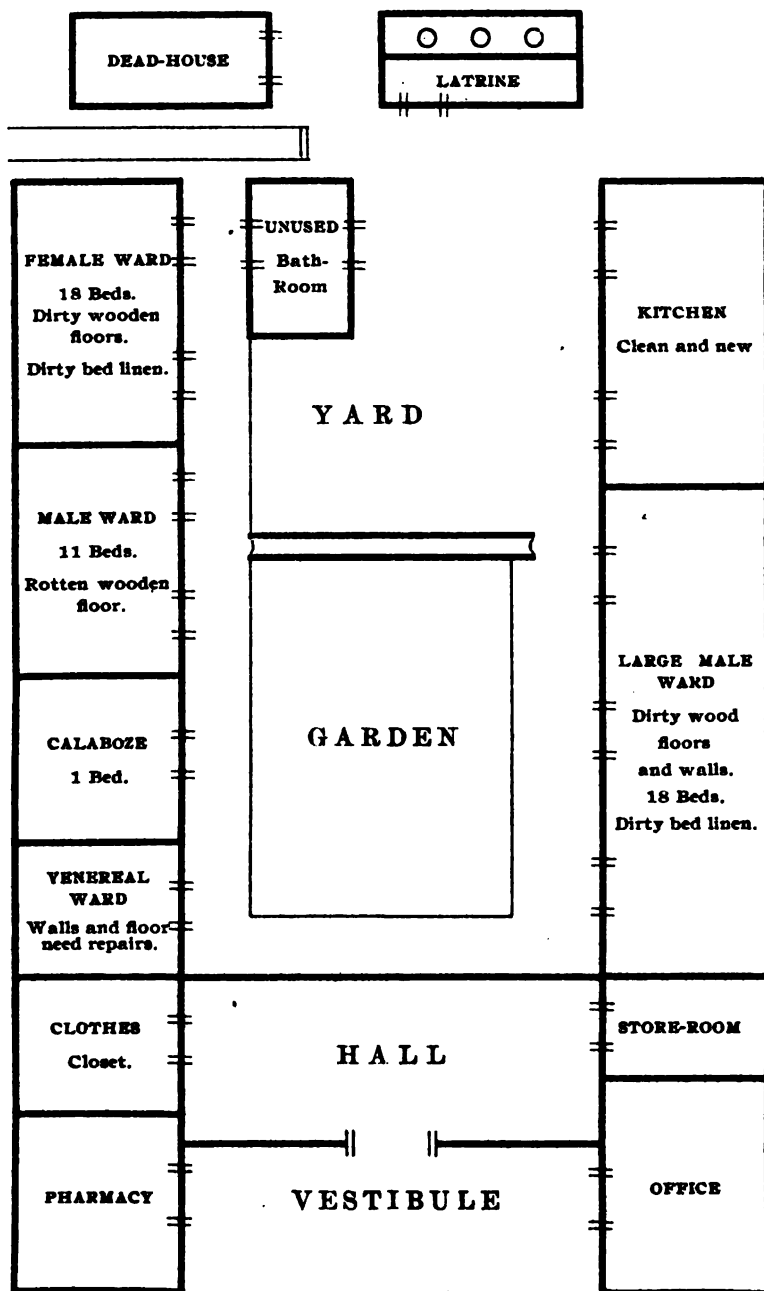 DEAD-HOUSE
LATRINE
FEMALE WARD
18 Beds.
Dirty wooden
floors.
Dirty bed linen.
UNUSED
Bath-
Room
KITCHEN
Clean and new
YARD
MALE WARD
11 Beds.
Rotten wooden
floor.
LARGE MALE
WARD
Dirty wood
floors
and walls.
18 Beds.
Dirty bed linen.
GARDEN
CALABOZE
1 Bed.
VENEREAL
WARD
Walls and floor
need repairs.
CLOTHES
Closet.
HALL
STORE-ROOM
PHARMACY
VESTIBULE
OFFICE